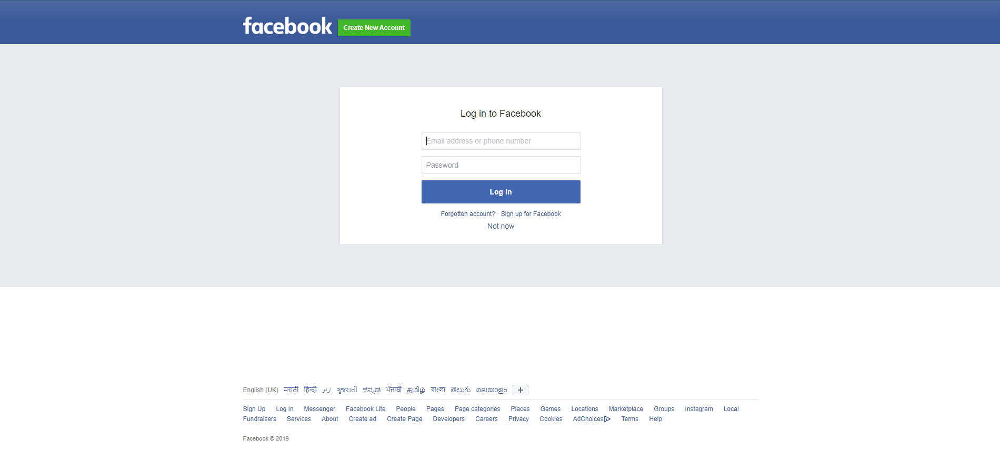 facebook Create New Account
Log in to Facebook
Email address or phone number
Password
Log In
Forgotten account? · Sign up for Facebook
Not now
English (UK) मराठी हिन्दी اردو ગુજરાતી ಕನ್ನಡ ਪੰਜਾਬੀ தமிழ் বাংলা తెలుగు മലയാളം +
Sign Up Log In Messenger Facebook Lite People Pages Page categories Places Games Locations Marketplace Groups Instagram Local
Fundraisers Services About Create ad Create Page Developers Careers Privacy Cookies AdChoices Terms Help
Facebook © 2019